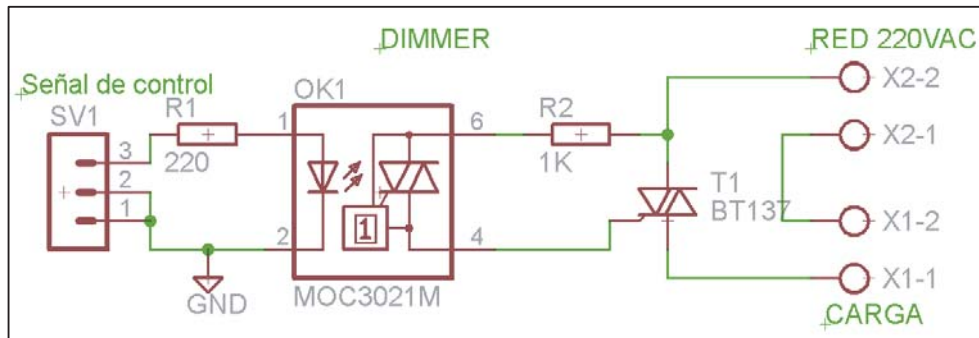 DIMMER
RED 220VAC
Señal de control
SV1
R1
220
OK1
1
2
6
4
1
MOC3021M
R2
1K
T1
BT137
X2-2
X2-1
X1-2
X1-1
3
2
1
GND
CARGA